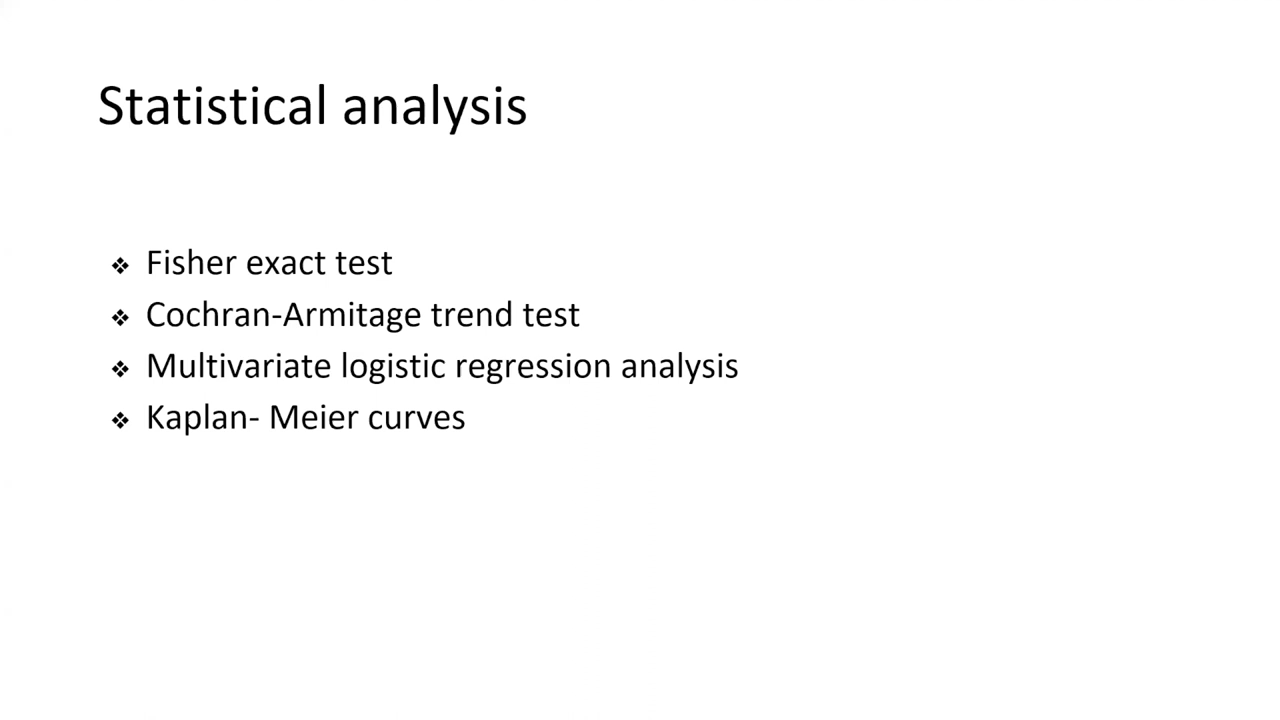 Statistical analysis
❖ Fisher exact test
❖ Cochran-Armitage trend test
❖ Multivariate logistic regression analysis
❖ Kaplan- Meier curves